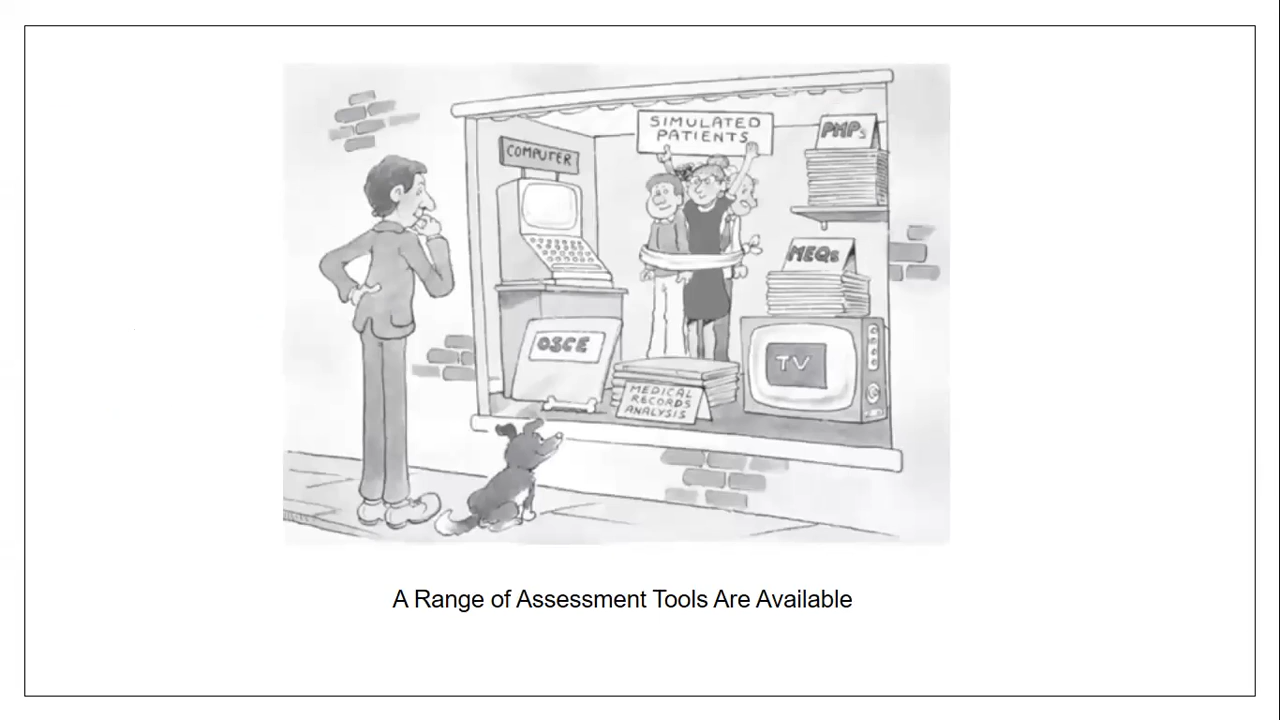 SIMULATED
PATIENTS
COMPUTER
PMPs
MEQs
OSCE
TV
MEDICAL
RECORDS
ANALYSIS
A Range of Assessment Tools Are Available